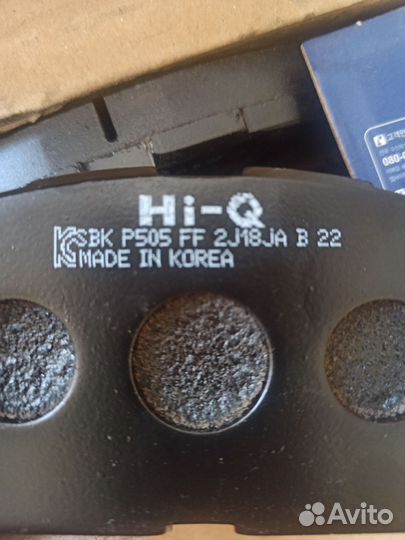 Hi-Q
SBK P505 FF 2J18JA B 22
MADE IN KOREA
Avito